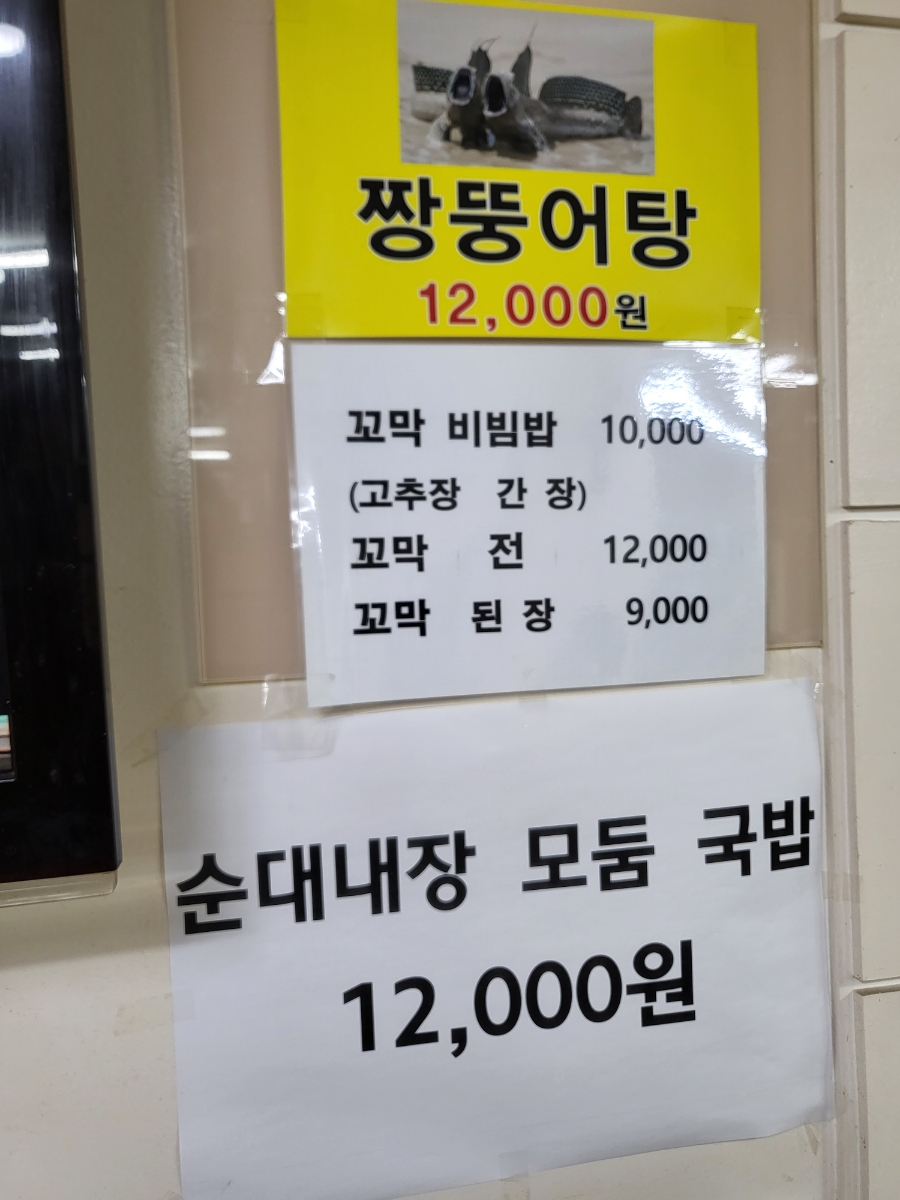 짱뚱어탕
12,000원
꼬막 비빔밥 10,000
(고추장 간 장)
꼬막 전 12,000
꼬막 된 장 9,000
순대내장 모둠 국밥
12,000원